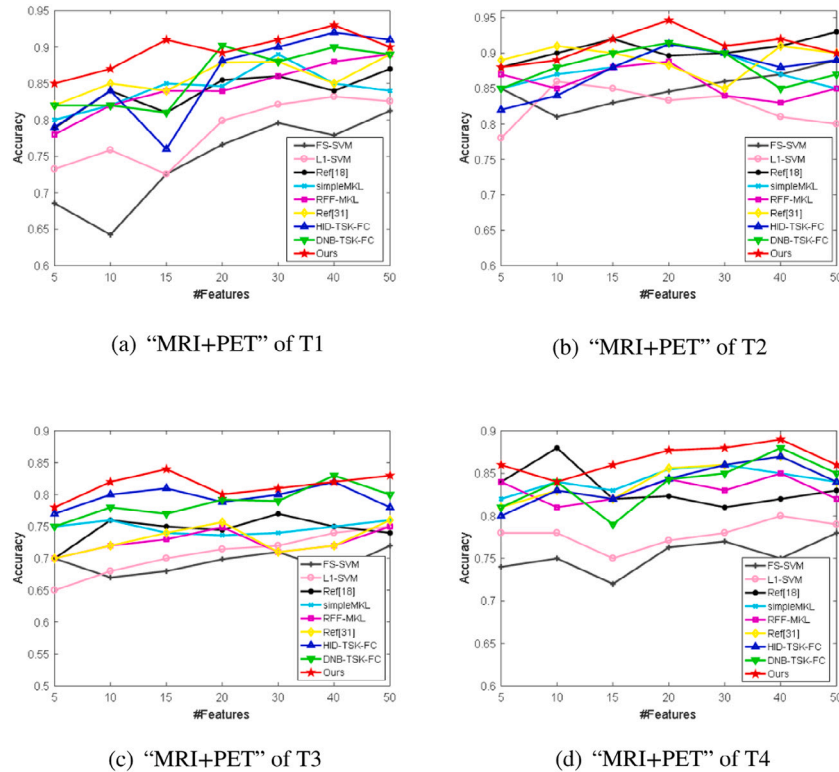 0.95
0.9
0.85
0.8
0.75
0.7
0.65
0.6
Accuracy
5 10 15 20 30 40 50
#Features
FS-SVM
L1-SVM
Ref[18]
simpleMKL
RFF-MKL
Ref[31]
HID-TSK-FC
DNB-TSK-FC
Ours
(a) “MRI+PET” of T1
0.95
0.9
0.85
0.8
0.75
0.7
0.65
0.6
Accuracy
5 10 15 20 30 40 50
#Features
FS-SVM
L1-SVM
Ref[18]
simpleMKL
RFF-MKL
Ref[31]
HID-TSK-FC
DNB-TSK-FC
Ours
(b) “MRI+PET” of T2
0.9
0.85
0.8
0.75
0.7
0.65
0.6
0.55
0.5
Accuracy
5 10 15 20 30 40 50
#Features
FS-SVM
L1-SVM
Ref[18]
simpleMKL
RFF-MKL
Ref[31]
HID-TSK-FC
DNB-TSK-FC
Ours
(c) “MRI+PET” of T3
0.9
0.85
0.8
0.75
0.7
0.65
0.6
Accuracy
5 10 15 20 30 40 50
#Features
FS-SVM
L1-SVM
Ref[18]
simpleMKL
RFF-MKL
Ref[31]
HID-TSK-FC
DNB-TSK-FC
Ours
(d) “MRI+PET” of T4